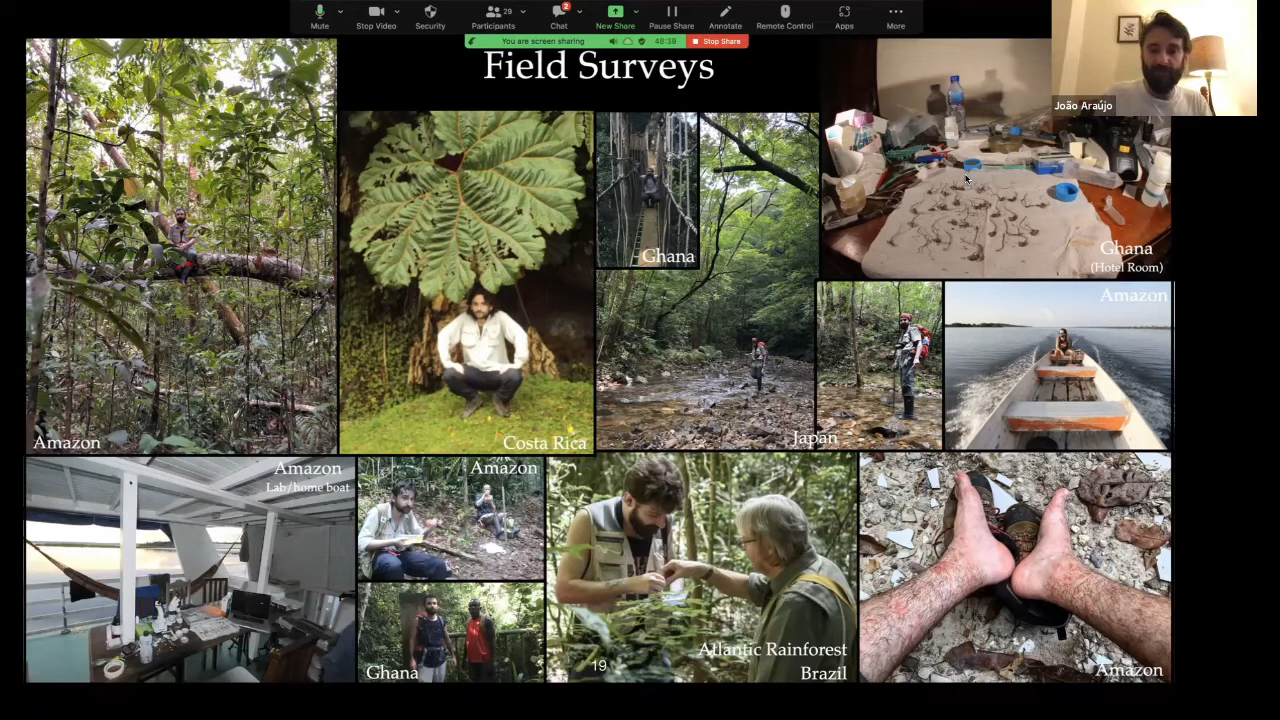 Mute
Stop Video
Security
29
Participants
2
Chat
New Share
Pause Share
Annotate
Remote Control
Apps
More
You are screen sharing
48:39
Stop Share
João Araújo
Field Surveys
Amazon
Costa Rica
Ghana
Japan
Ghana
(Hotel Room)
Amazon
Amazon
Lab/home boat
Amazon
Ghana
Atlantic Rainforest
Brazil
Amazon
19